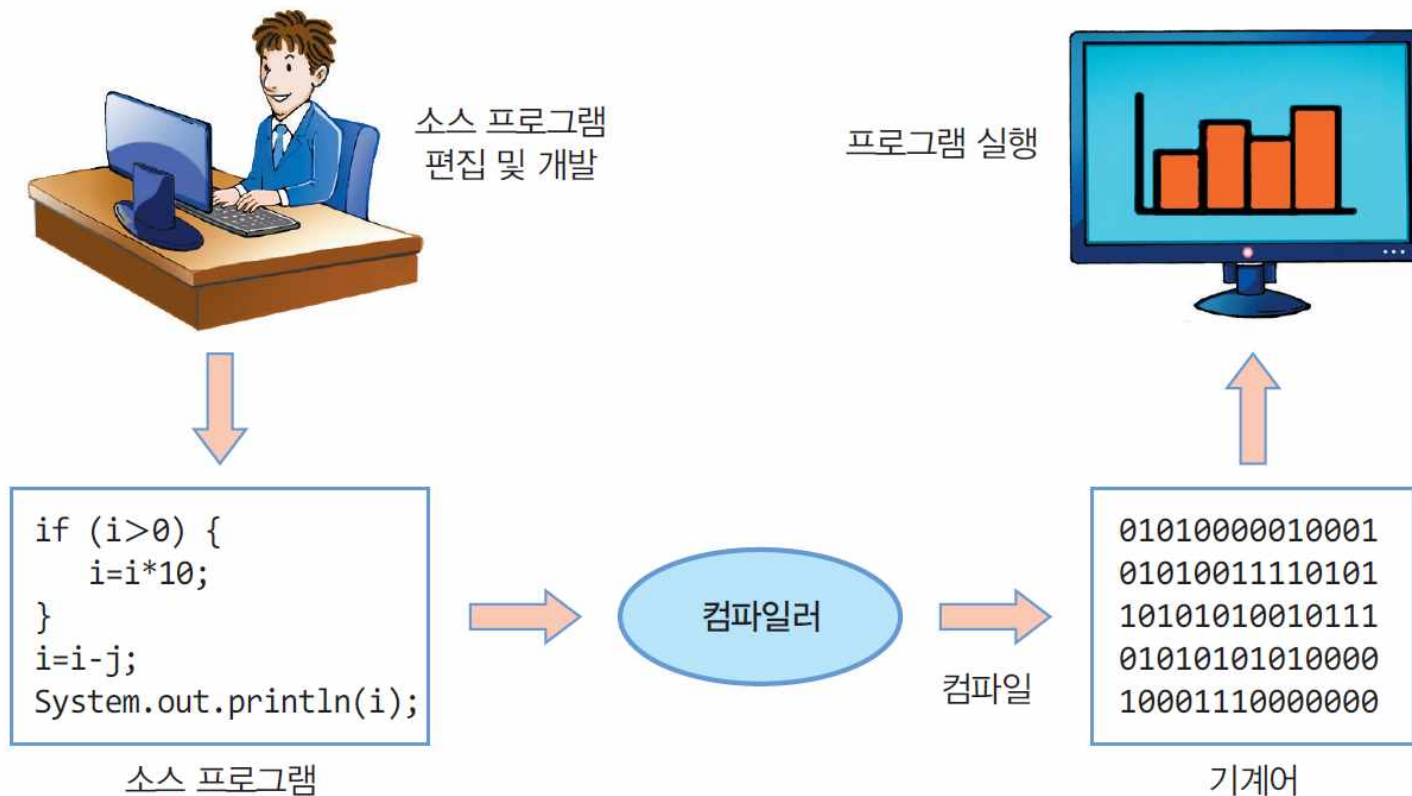 소스 프로그램
편집 및 개발
프로그램 실행
if (i>0) {
   i=i*10;
}
i=i-j;
System.out.println(i);
소스 프로그램
컴파일러
컴파일
01010000010001
01010011110101
10101010010111
01010101010000
10001110000000
기계어